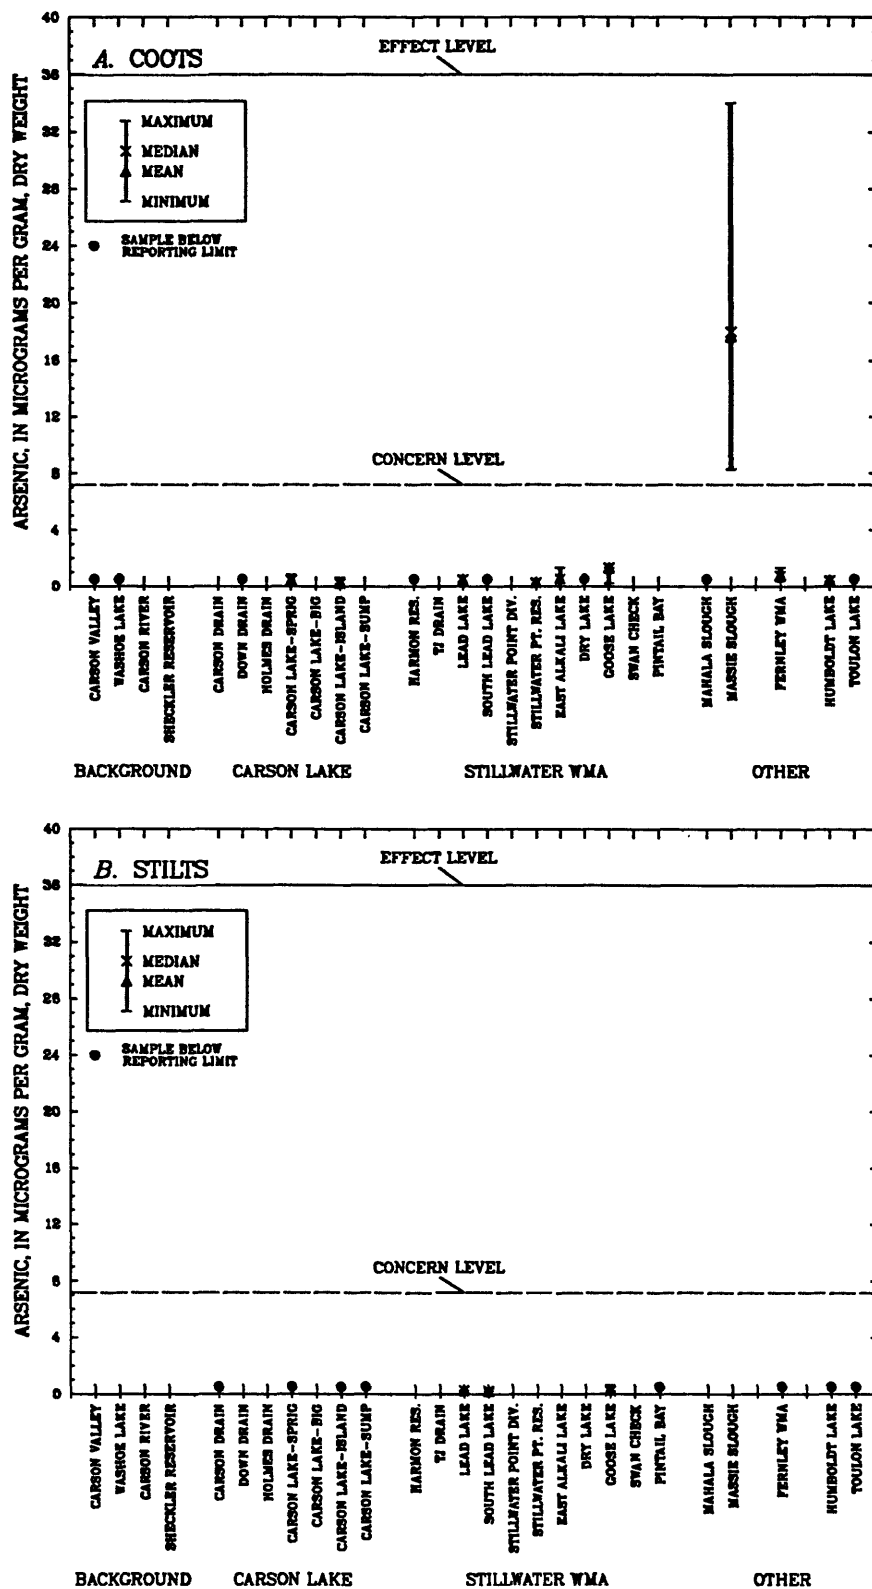 A. COOTS
EFFECT LEVEL
40
36
32
28
24
20
16
12
8
4
0
ARSENIC, IN MICROGRAMS PER GRAM, DRY WEIGHT
MAXIMUM
MEDIAN
MEAN
MINIMUM
SAMPLE BELOW
REPORTING LIMIT
CONCERN LEVEL
CARSON VALLEY
WASHOE LAKE
CARSON RIVER
SHECKLER RESERVOIR
CARSON DRAIN
DOWN DRAIN
HOLMES DRAIN
CARSON LAKE-SPRIG
CARSON LAKE-BIG
CARSON LAKE-ISLAND
CARSON LAKE-SUMP
HARMON RES.
TJ DRAIN
LEAD LAKE
SOUTH LEAD LAKE
STILLWATER POINT DIV.
STILLWATER PT. RES.
EAST ALKALI LAKE
DRY LAKE
GOOSE LAKE
SWAN CHECK
PINTAIL BAY
MAHALA SLOUGH
MASSIE SLOUGH
FERNLEY WMA
HUMBOLDT LAKE
TOULON LAKE
BACKGROUND
CARSON LAKE
STILLWATER WMA
OTHER
B. STILTS
EFFECT LEVEL
40
36
32
28
24
20
16
12
8
4
0
ARSENIC, IN MICROGRAMS PER GRAM, DRY WEIGHT
MAXIMUM
MEDIAN
MEAN
MINIMUM
SAMPLE BELOW
REPORTING LIMIT
CONCERN LEVEL
CARSON VALLEY
WASHOE LAKE
CARSON RIVER
SHECKLER RESERVOIR
CARSON DRAIN
DOWN DRAIN
HOLMES DRAIN
CARSON LAKE-SPRIG
CARSON LAKE-BIG
CARSON LAKE-ISLAND
CARSON LAKE-SUMP
HARMON RES.
TJ DRAIN
LEAD LAKE
SOUTH LEAD LAKE
STILLWATER POINT DIV.
STILLWATER PT. RES.
EAST ALKALI LAKE
DRY LAKE
GOOSE LAKE
SWAN CHECK
PINTAIL BAY
MAHALA SLOUGH
MASSIE SLOUGH
FERNLEY WMA
HUMBOLDT LAKE
TOULON LAKE
BACKGROUND
CARSON LAKE
STILLWATER WMA
OTHER